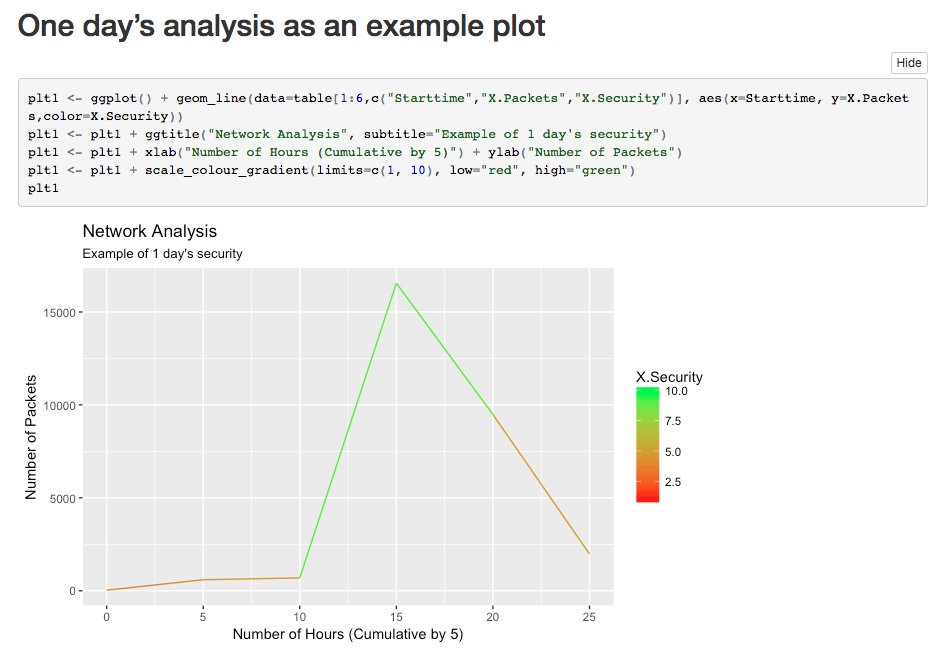 One day’s analysis as an example plot
Hide
plt1 <- ggplot() + geom_line(data=table[1:6,c("Starttime","X.Packets","X.Security")], aes(x=Starttime, y=X.Packet
s,color=X.Security))
plt1 <- plt1 + ggtitle("Network Analysis", subtitle="Example of 1 day's security")
plt1 <- plt1 + xlab("Number of Hours (Cumulative by 5)") + ylab("Number of Packets")
plt1 <- plt1 + scale_colour_gradient(limits=c(1, 10), low="red", high="green")
plt1
Network Analysis
Example of 1 day's security
15000
10000
5000
0
Number of Packets
0 5 10 15 20 25
Number of Hours (Cumulative by 5)
X.Security
10.0
7.5
5.0
2.5